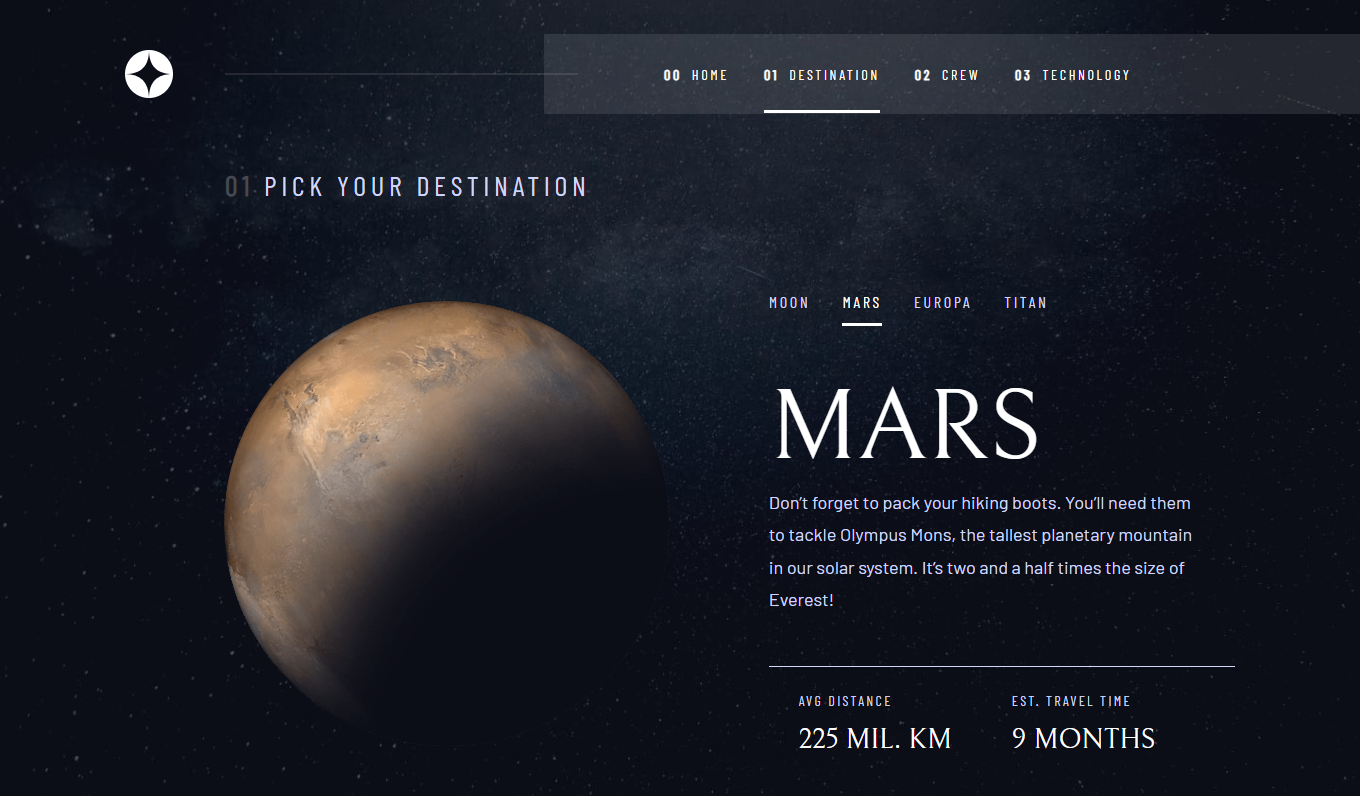 00 HOME 01 DESTINATION 02 CREW 03 TECHNOLOGY
01 PICK YOUR DESTINATION
MOON MARS EUROPA TITAN
MARS
Don’t forget to pack your hiking boots. You’ll need them
to tackle Olympus Mons, the tallest planetary mountain
in our solar system. It’s two and a half times the size of
Everest!
AVG DISTANCE EST. TRAVEL TIME
225 MIL. KM 9 MONTHS